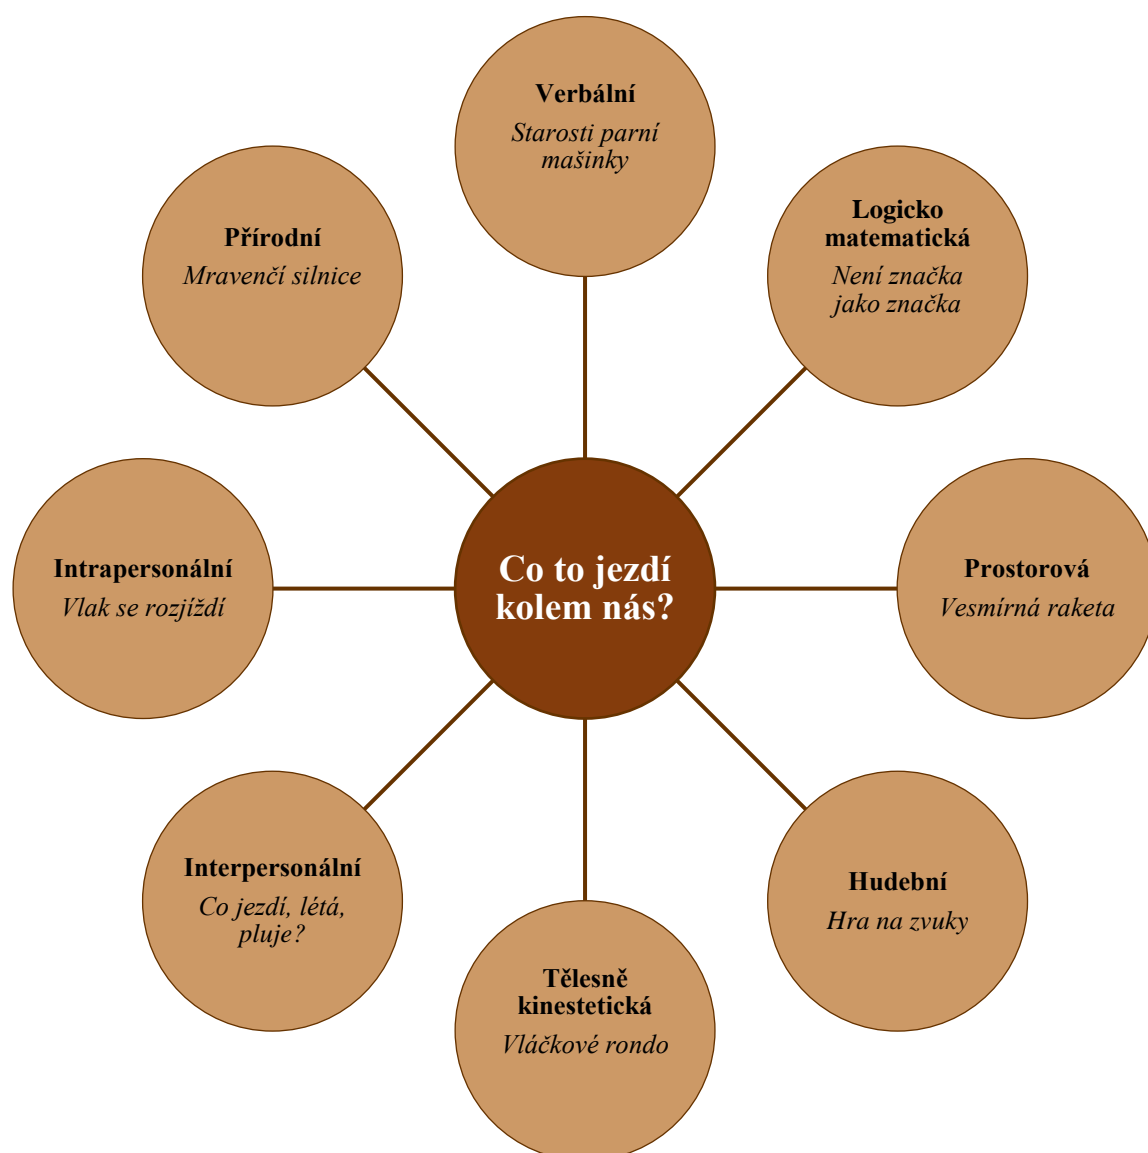 Verbální
Starosti parní
mašinky
Logicko
matematická
Není značka
jako značka
Prostorová
Vesmírná raketa
Hudební
Hra na zvuky
Tělesně
kinestetická
Vláčkové rondo
Interpersonální
Co jezdí, létá,
pluje?
Intrapersonální
Vlak se rozjíždí
Přírodní
Mravenčí silnice
Co to jezdí
kolem nás?